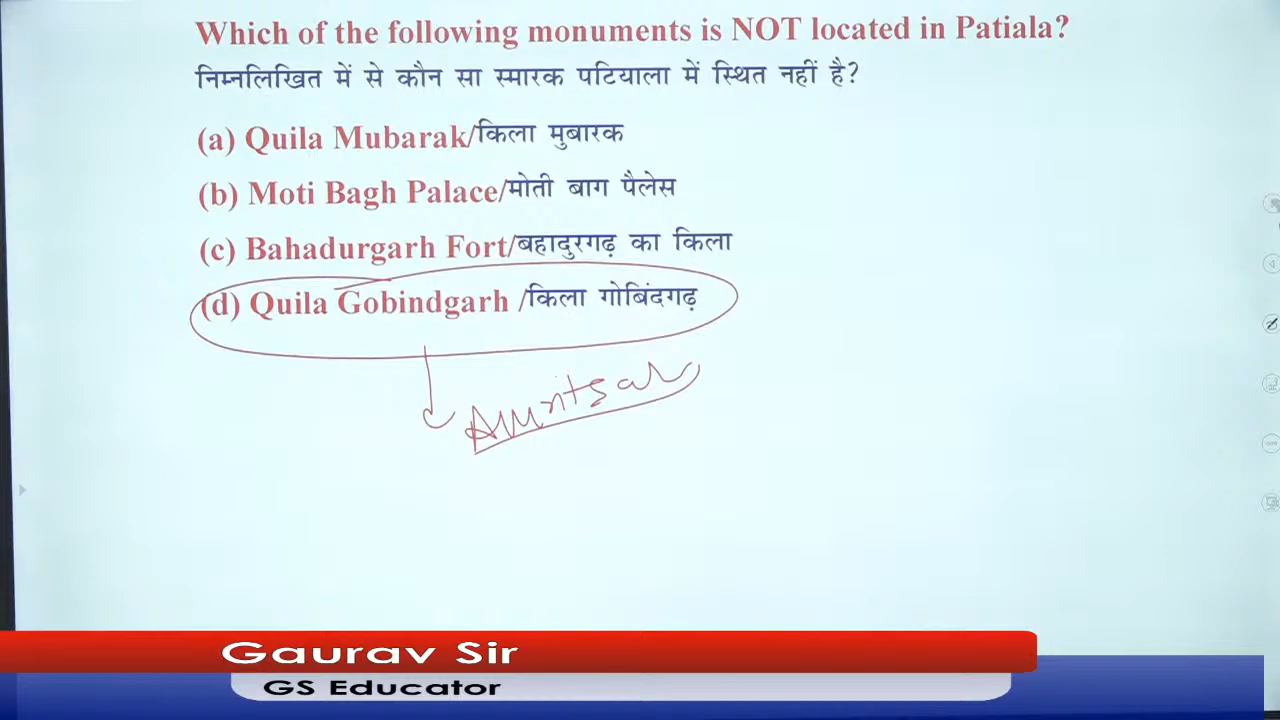 Which of the following monuments is NOT located in Patiala?
निम्नलिखित में से कौन सा स्मारक पटियाला में स्थित नहीं है?
(a) Quila Mubarak/किला मुबारक
(b) Moti Bagh Palace/मोती बाग पैलेस
(c) Bahadurgarh Fort/बहादुरगढ़ का किला
(d) Quila Gobindgarh /किला गोबिंदगढ़
Amritsar
Gaurav Sir
GS Educator